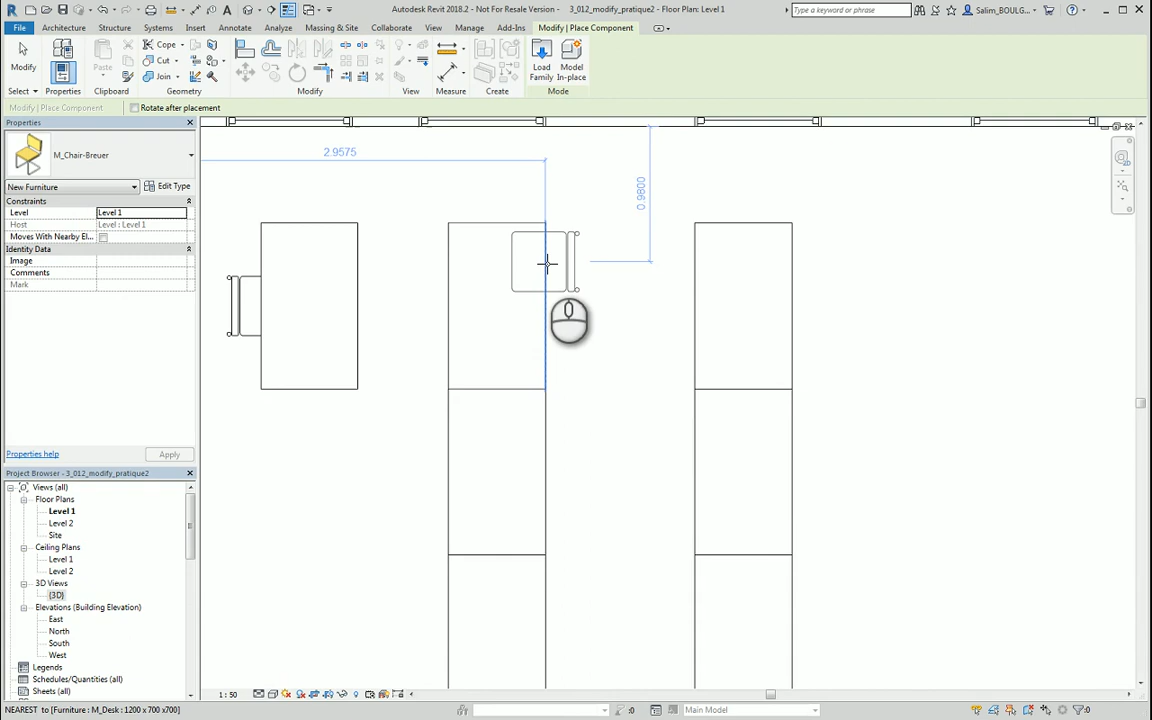 Autodesk Revit 2018.2 - Not For Resale Version - 3_012_modify_pratique2 - Floor Plan: Level 1
Type a keyword or phrase
Salim_BOULG...
File Architecture Structure Systems Insert Annotate Analyze Massing & Site Collaborate View Manage Add-Ins Modify | Place Component
Cope
Cut
Join
Modify
Properties
Paste
Load Family
Model In-place
Select Properties Clipboard Geometry Modify View Measure Create Mode
Modify | Place Component Rotate after placement
Properties
M_Chair-Breuer
New Furniture Edit Type
Constraints
Level Level 1
Host Level : Level 1
Moves With Nearby El...
Identity Data
Image
Comments
Mark
Properties help Apply
Project Browser - 3_012_modify_pratique2
Views (all)
Floor Plans
Level 1
Level 2
Site
Ceiling Plans
Level 1
Level 2
3D Views
{3D}
Elevations (Building Elevation)
East
North
South
West
Legends
Schedules/Quantities (all)
Sheets (all)
2.9575
0.9800
2D
1 : 50
NEAREST to [Furniture : M_Desk : 1200 x 700 x700]
:0
Main Model
:0